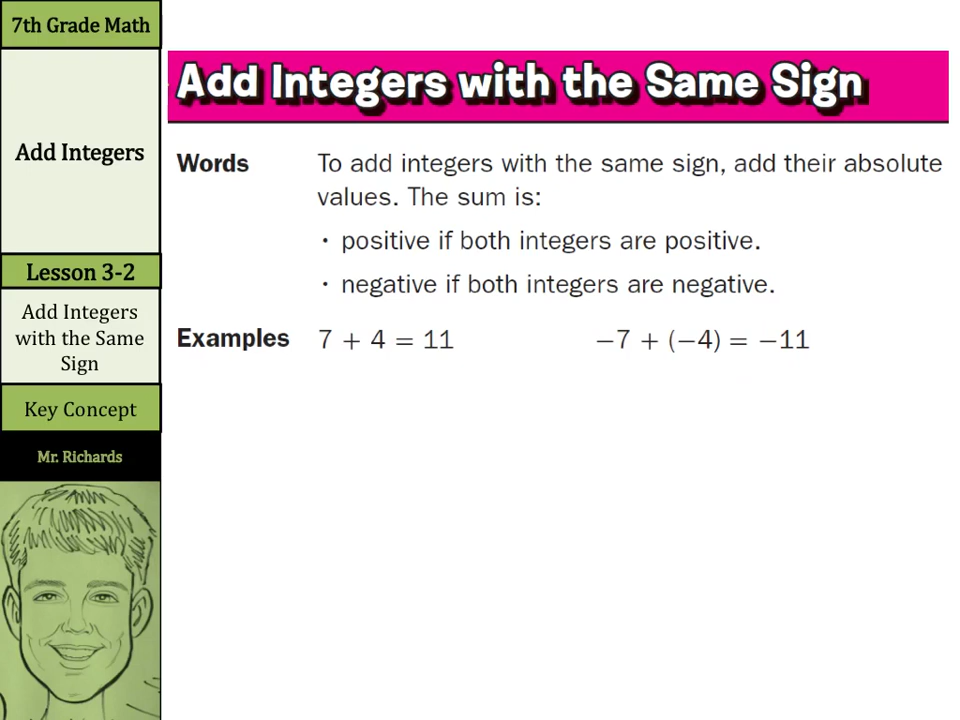 7th Grade Math
Add Integers
Lesson 3-2
Add Integers
with the Same
Sign
Key Concept
Mr. Richards
Add Integers with the Same Sign
Words
To add integers with the same sign, add their absolute
values. The sum is:
• positive if both integers are positive.
• negative if both integers are negative.
Examples 7 + 4 = 11 −7 + (−4) = −11